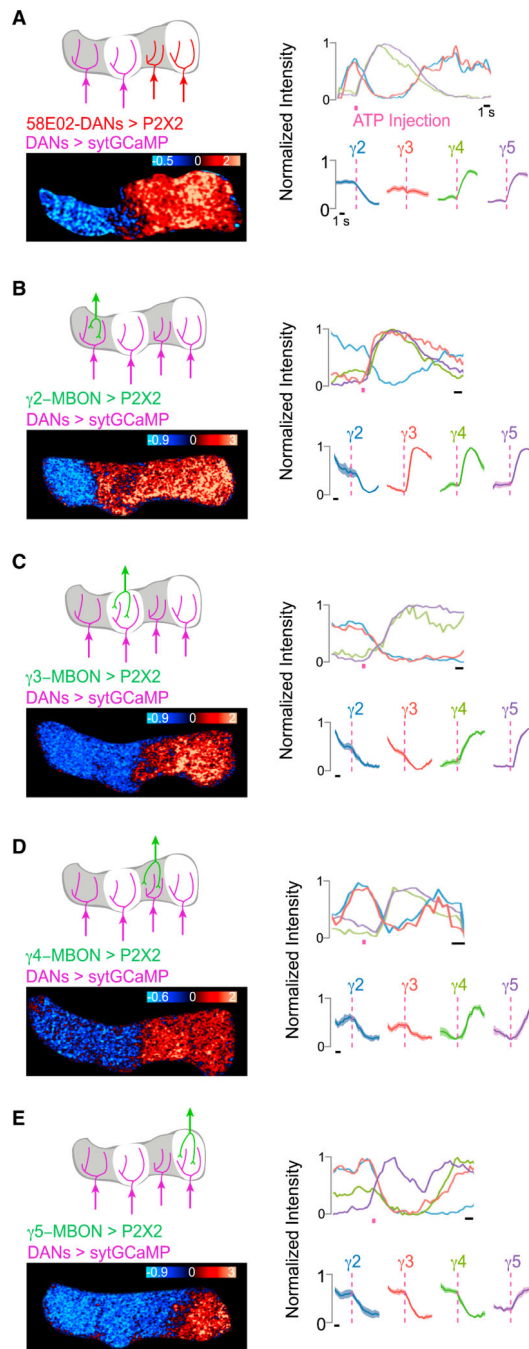 A
58E02-DANs > P2X2
DANs > sytGCaMP
-0.5 0 2
Normalized Intensity
1
0
1 s
ATP Injection
γ2 γ3 γ4 γ5
1
0
1 s
B
γ2-MBON > P2X2
DANs > sytGCaMP
-0.9 0 3
Normalized Intensity
1
0
γ2 γ3 γ4 γ5
1
0
C
γ3-MBON > P2X2
DANs > sytGCaMP
-0.9 0 2
Normalized Intensity
1
0
γ2 γ3 γ4 γ5
1
0
D
γ4-MBON > P2X2
DANs > sytGCaMP
-0.6 0 2
Normalized Intensity
1
0
γ2 γ3 γ4 γ5
1
0
E
γ5-MBON > P2X2
DANs > sytGCaMP
-0.9 0 3
Normalized Intensity
1
0
γ2 γ3 γ4 γ5
1
0